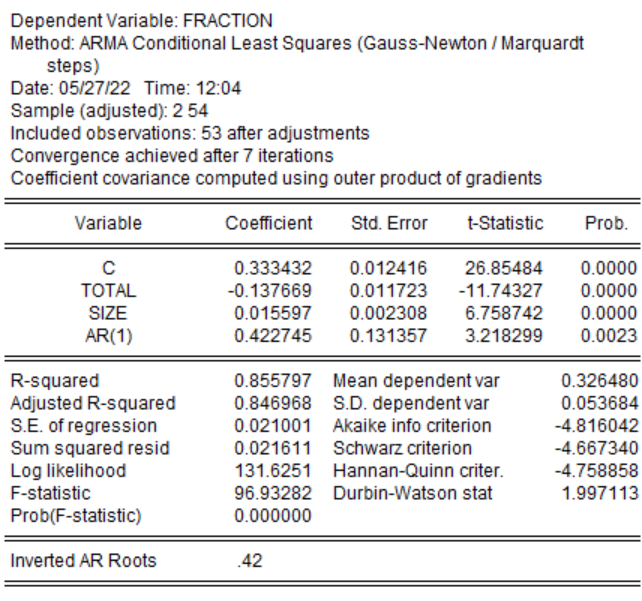 Dependent Variable: FRACTION
Method: ARMA Conditional Least Squares (Gauss-Newton / Marquardt
steps)
Date: 05/27/22 Time: 12:04
Sample (adjusted): 2 54
Included observations: 53 after adjustments
Convergence achieved after 7 iterations
Coefficient covariance computed using outer product of gradients
Variable Coefficient Std. Error t-Statistic Prob.
C 0.333432 0.012416 26.85484 0.0000
TOTAL -0.137669 0.011723 -11.74327 0.0000
SIZE 0.015597 0.002308 6.758742 0.0000
AR(1) 0.422745 0.131357 3.218299 0.0023
R-squared 0.855797 Mean dependent var 0.326480
Adjusted R-squared 0.846968 S.D. dependent var 0.053684
S.E. of regression 0.021001 Akaike info criterion -4.816042
Sum squared resid 0.021611 Schwarz criterion -4.667340
Log likelihood 131.6251 Hannan-Quinn criter. -4.758858
F-statistic 96.93282 Durbin-Watson stat 1.997113
Prob(F-statistic) 0.000000
Inverted AR Roots .42